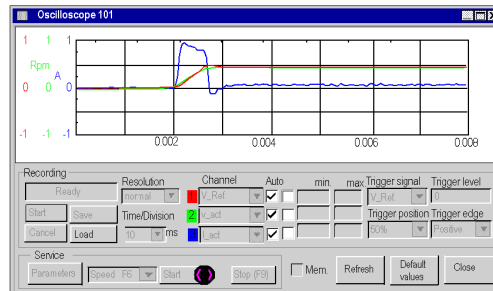 Oscilloscope 101
1 1 1
Rpm A
0 0 0
-1 -1 -1
0.002 0.004 0.006 0.008
Recording
Ready
Resolution Channel Auto min. max Trigger signal Trigger level
normal 1 V_Ref. V_Ref. 0
Start Save Time/Division 2 v_act Trigger position Trigger edge
Cancel Load 10 ms I_act 50% Positive
Service
Parameters Speed F6 Start Stop (F9) Mem. Refresh Default values Close